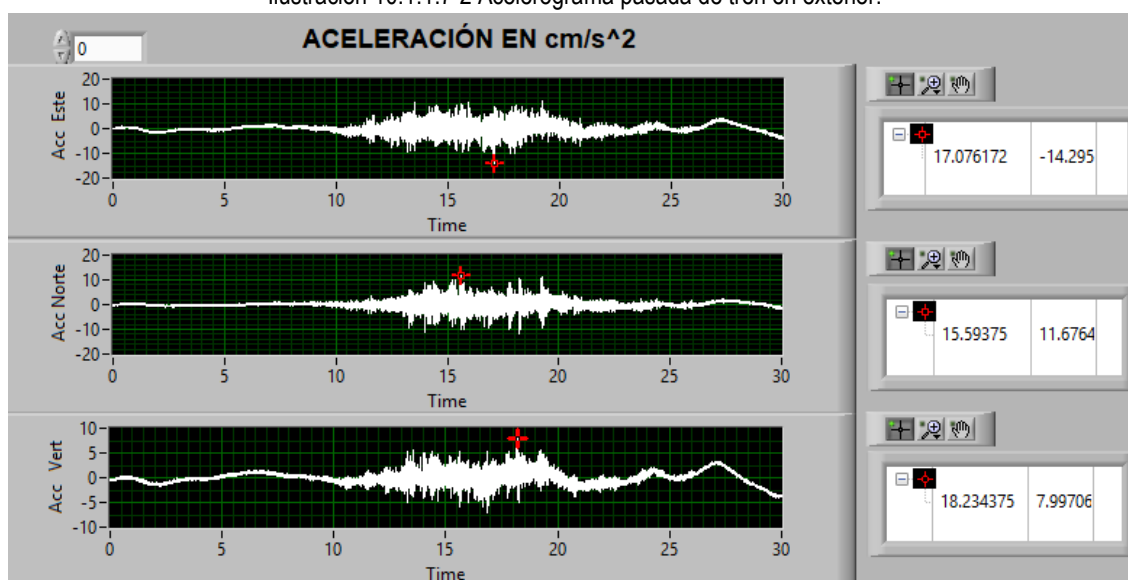 Ilustración 10.1.1.7-2 Acelerograma pasada de tren en exterior.
0
ACELERACIÓN EN cm/s^2
20
10
0
-10
-20
Acc Este
0 5 10 15 20 25 30
Time
17.076172 -14.295
20
10
0
-10
-20
Acc Norte
0 5 10 15 20 25 30
Time
15.59375 11.6764
10
5
0
-5
-10
Acc Vert
0 5 10 15 20 25 30
Time
18.234375 7.99706